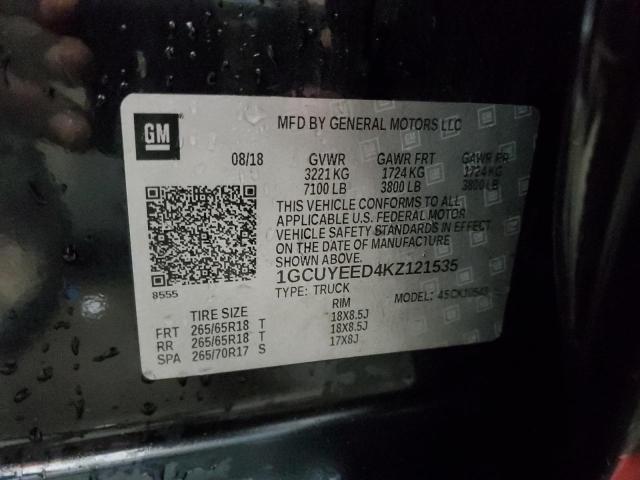 GM
MFD BY GENERAL MOTORS LLC
08/18 GVWR GAWR FRT GAWR RR
3221 KG 1724 KG 1724 KG
7100 LB 3800 LB 3800 LB
THIS VEHICLE CONFORMS TO ALL
APPLICABLE U.S. FEDERAL MOTOR
VEHICLE SAFETY STANDARDS IN EFFECT
ON THE DATE OF MANUFACTURE
SHOWN ABOVE.
1GCUYEED4KZ121535
8555
TYPE: TRUCK MODEL:
TIRE SIZE RIM
FRT 265/65R18 T 18X8.5J
RR 265/65R18 T 18X8.5J
SPA 265/70R17 S 17X8J